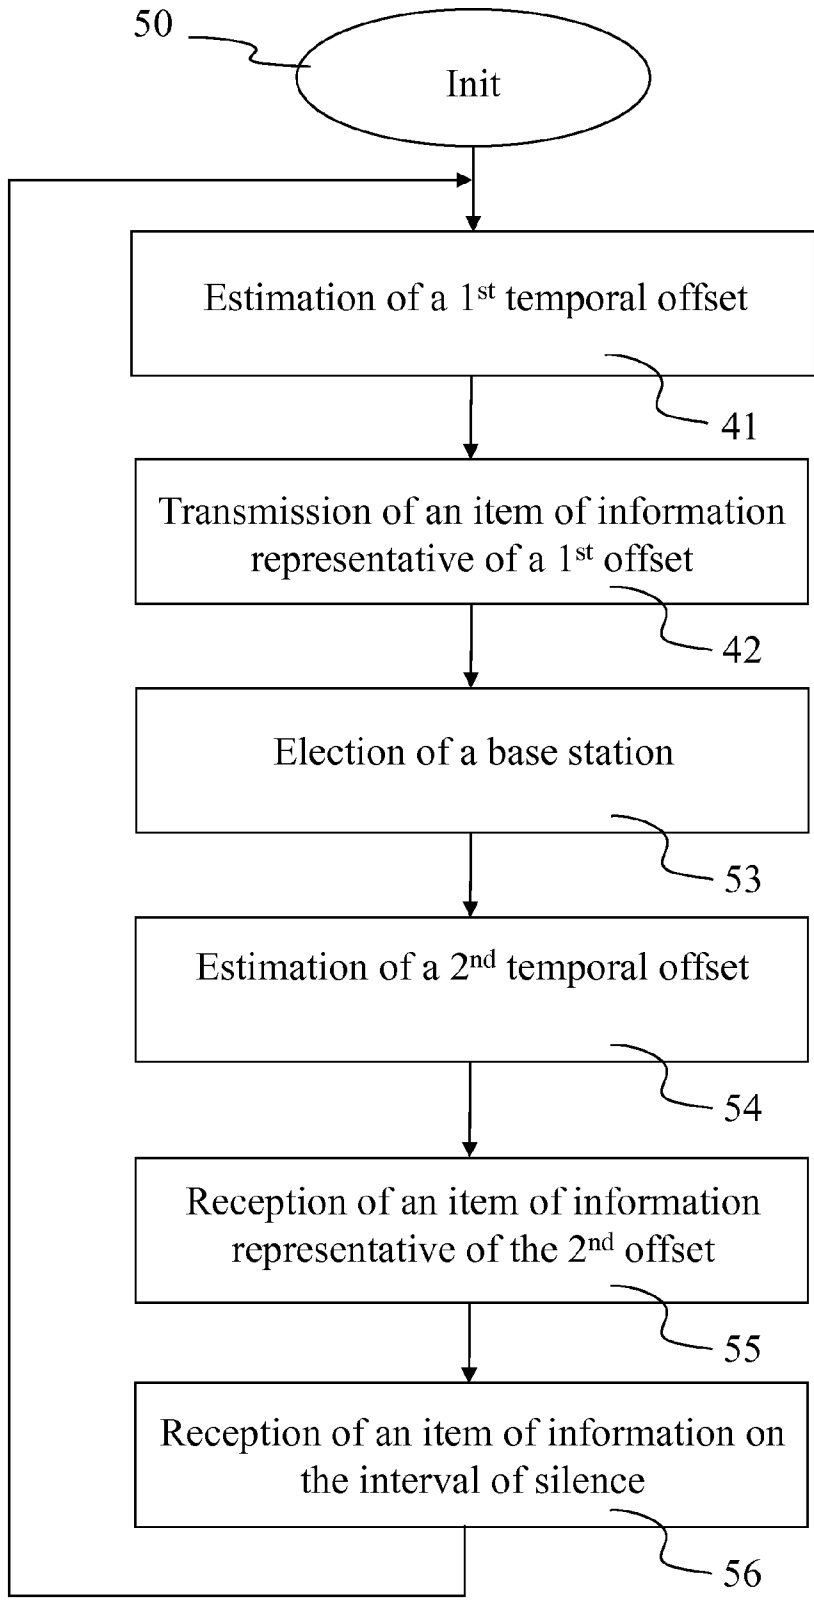 50
Init
Estimation of a 1st temporal offset
41
Transmission of an item of information
representative of a 1st offset
42
Election of a base station
53
Estimation of a 2nd temporal offset
54
Reception of an item of information
representative of the 2nd offset
55
Reception of an item of information on
the interval of silence
56